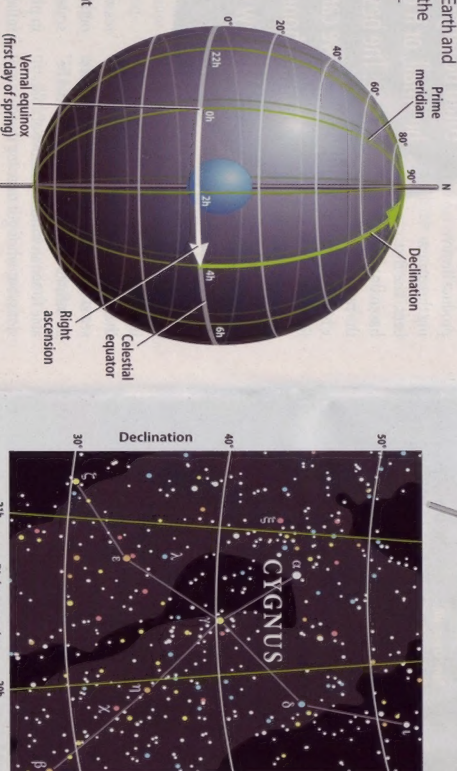 Earth and
the
N
Prime
meridian
Declination
90°
80°
60°
40°
20°
0°
22h
0h
2h
4h
6h
Vernal equinox
(first day of spring)
Right
ascension
Celestial
equator
Declination
50°
40°
30°
CYGNUS
α
ξ
λ
ε
ζ
γ
δ
ι
η
χ
β